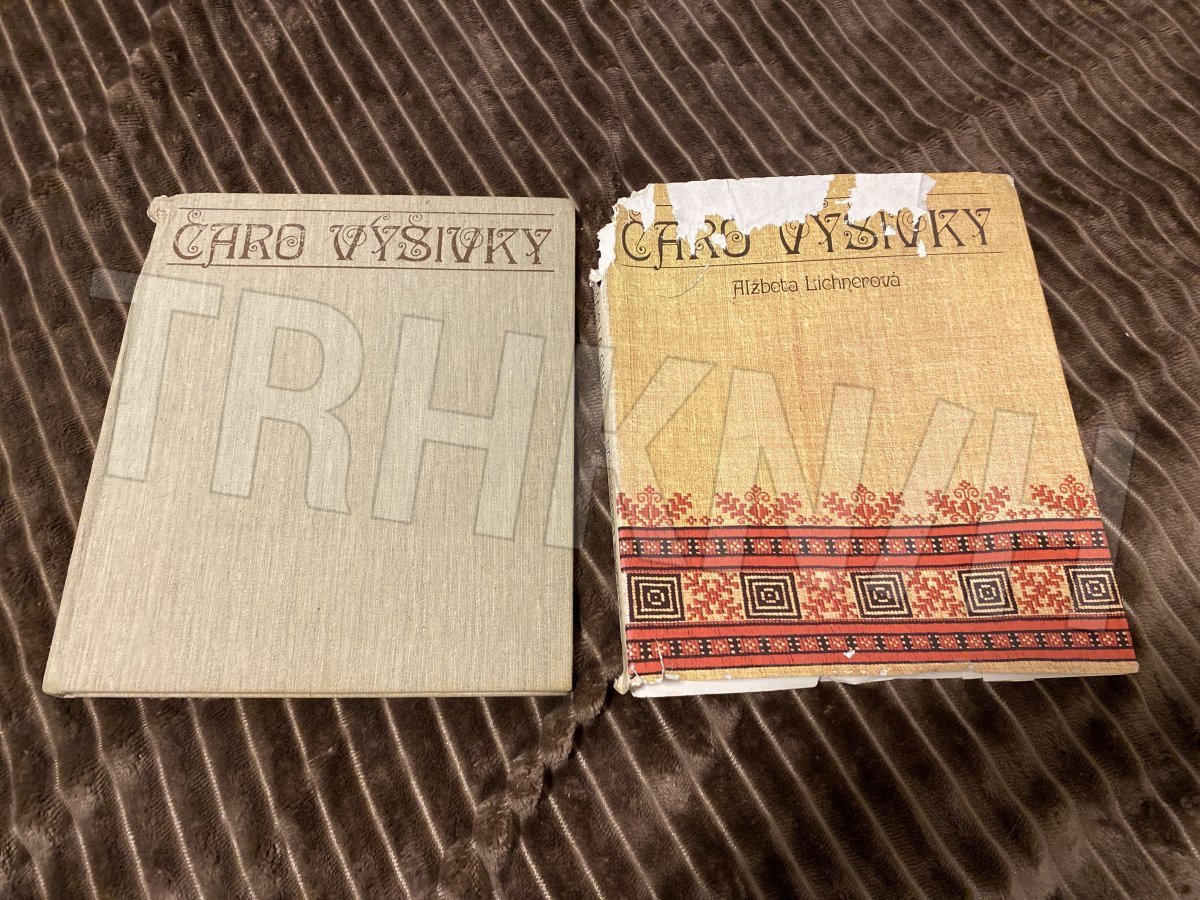 ČARO VÝŠIVKY
ČARO VÝŠIVKY
Alžbeta Lichnerová
TRHKNIH